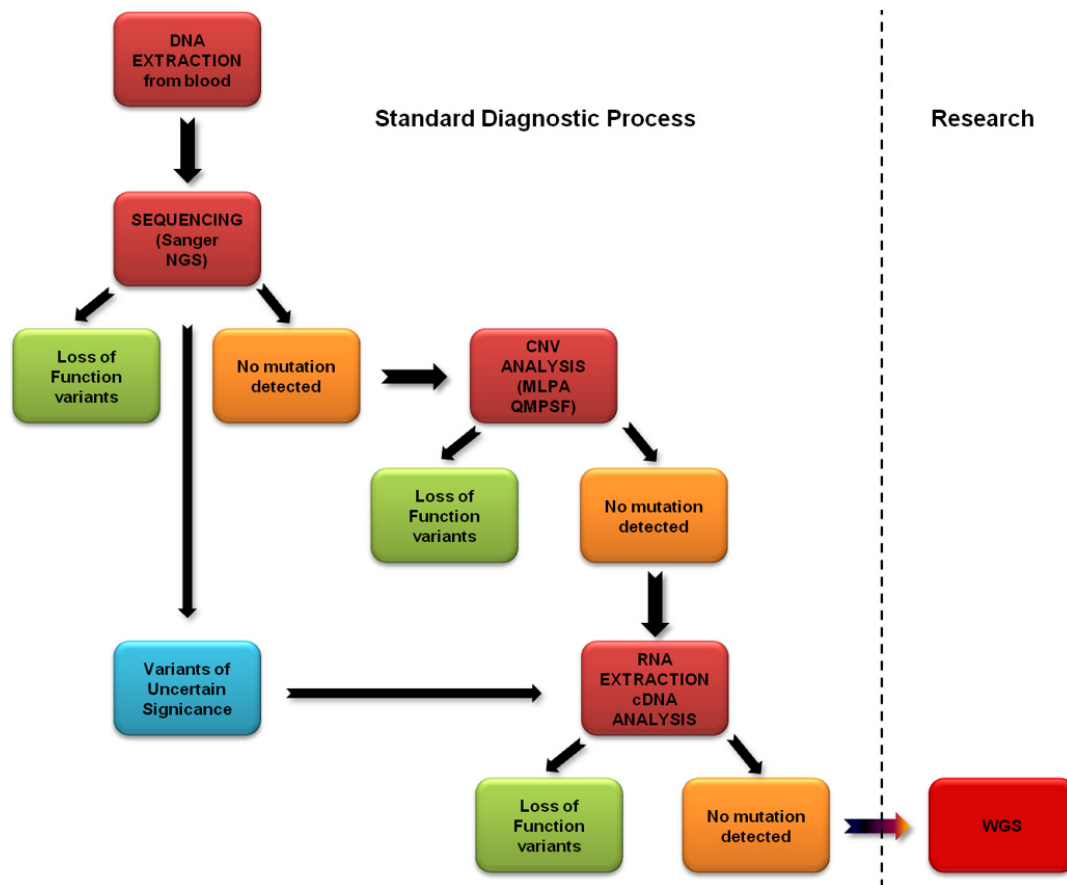 DNA
EXTRACTION
from blood
Standard Diagnostic Process
Research
SEQUENCING
(Sanger
NGS)
Loss of
Function
variants
No mutation
detected
CNV
ANALYSIS
(MLPA
QMPSF)
Loss of
Function
variants
No mutation
detected
Variants of
Uncertain
Signicance
RNA
EXTRACTION
cDNA
ANALYSIS
Loss of
Function
variants
No mutation
detected
WGS